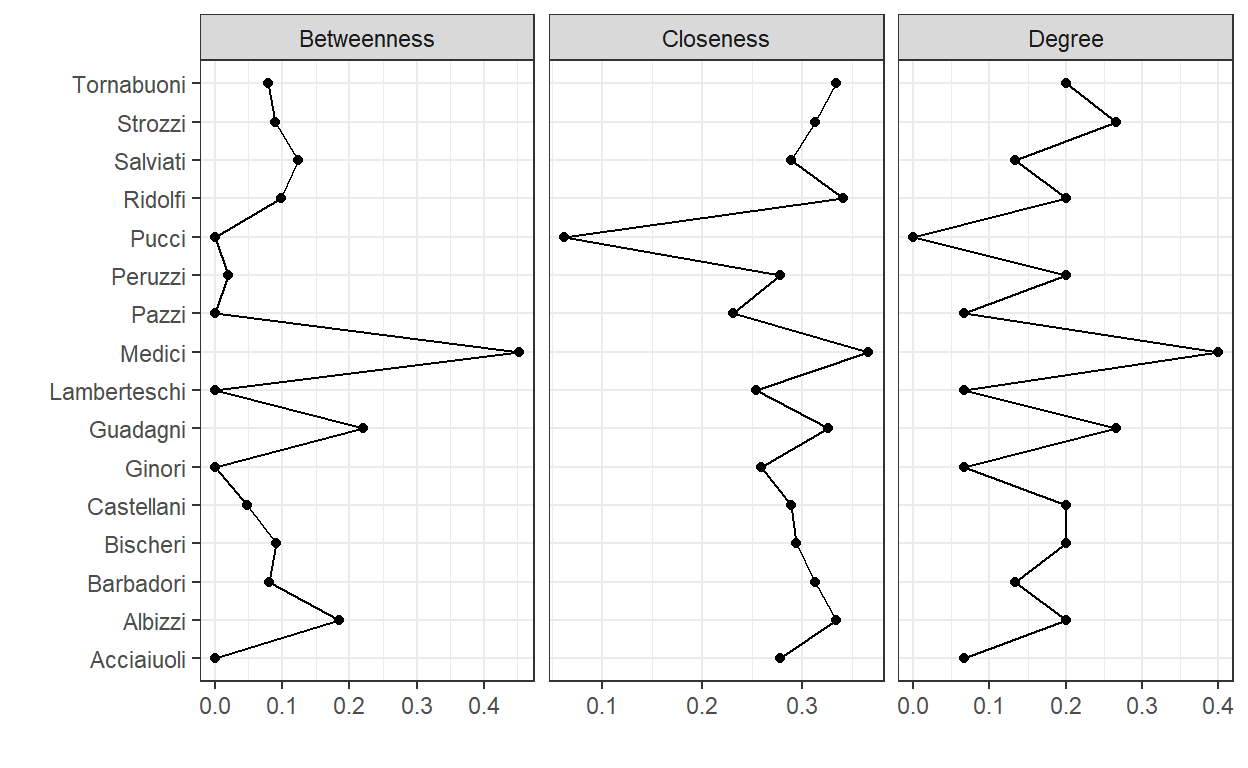 Betweenness Closeness Degree
Tornabuoni
Strozzi
Salviati
Ridolfi
Pucci
Peruzzi
Pazzi
Medici
Lamberteschi
Guadagni
Ginori
Castellani
Bischeri
Barbadori
Albizzi
Acciaiuoli
0.0 0.1 0.2 0.3 0.4 0.1 0.2 0.3 0.0 0.1 0.2 0.3 0.4